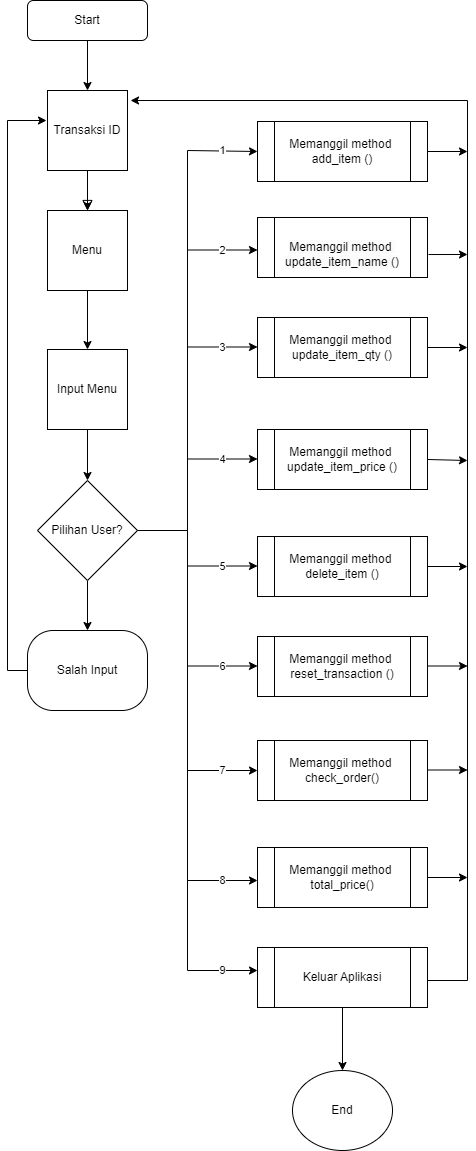 Start
Transaksi ID
Menu
Input Menu
Pilihan User?
Salah Input
1
Memanggil method
add_item ()
2
Memanggil method
update_item_name ()
3
Memanggil method
update_item_qty ()
4
Memanggil method
update_item_price ()
5
Memanggil method
delete_item ()
6
Memanggil method
reset_transaction ()
7
Memanggil method
check_order()
8
Memanggil method
total_price()
9
Keluar Aplikasi
End